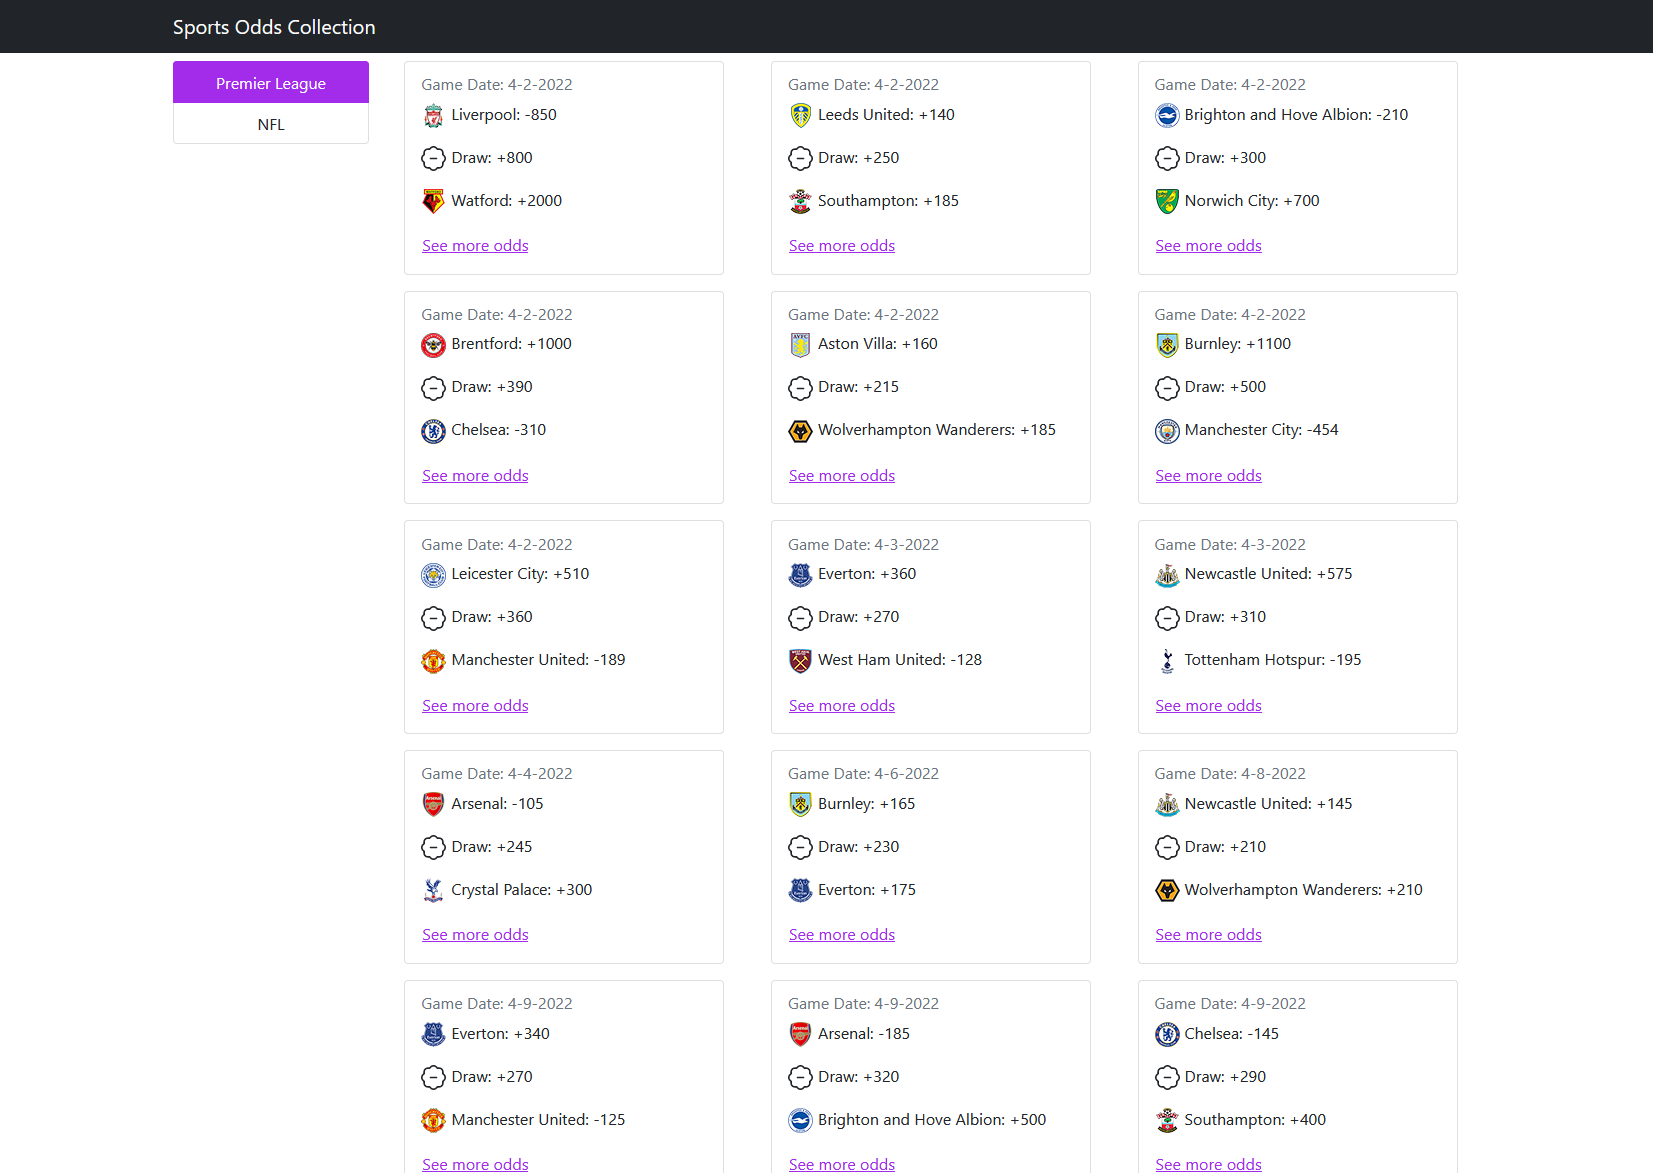 Sports Odds Collection
Premier League
NFL
Game Date: 4-2-2022
Liverpool: -850
Draw: +800
Watford: +2000
See more odds
Game Date: 4-2-2022
Leeds United: +140
Draw: +250
Southampton: +185
See more odds
Game Date: 4-2-2022
Brighton and Hove Albion: -210
Draw: +300
Norwich City: +700
See more odds
Game Date: 4-2-2022
Brentford: +1000
Draw: +390
Chelsea: -310
See more odds
Game Date: 4-2-2022
Aston Villa: +160
Draw: +215
Wolverhampton Wanderers: +185
See more odds
Game Date: 4-2-2022
Burnley: +1100
Draw: +500
Manchester City: -454
See more odds
Game Date: 4-2-2022
Leicester City: +510
Draw: +360
Manchester United: -189
See more odds
Game Date: 4-3-2022
Everton: +360
Draw: +270
West Ham United: -128
See more odds
Game Date: 4-3-2022
Newcastle United: +575
Draw: +310
Tottenham Hotspur: -195
See more odds
Game Date: 4-4-2022
Arsenal: -105
Draw: +245
Crystal Palace: +300
See more odds
Game Date: 4-6-2022
Burnley: +165
Draw: +230
Everton: +175
See more odds
Game Date: 4-8-2022
Newcastle United: +145
Draw: +210
Wolverhampton Wanderers: +210
See more odds
Game Date: 4-9-2022
Everton: +340
Draw: +270
Manchester United: -125
See more odds
Game Date: 4-9-2022
Arsenal: -185
Draw: +320
Brighton and Hove Albion: +500
See more odds
Game Date: 4-9-2022
Chelsea: -145
Draw: +290
Southampton: +400
See more odds